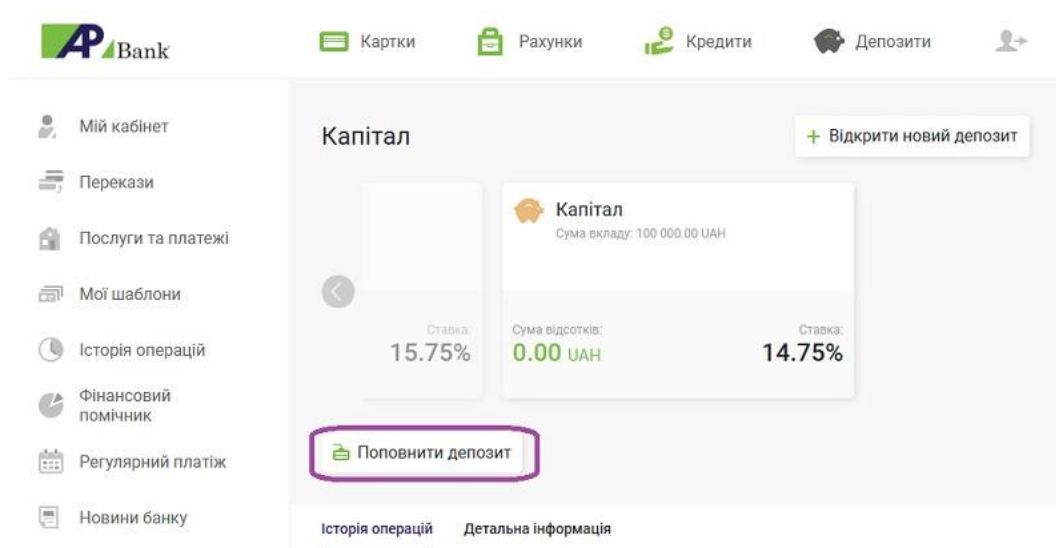 AP Bank
Картки
Рахунки
Кредити
Депозити
Мій кабінет
Перекази
Послуги та платежі
Мої шаблони
Історія операцій
Фінансовий
помічник
Регулярний платіж
Новини банку
Капітал
+ Відкрити новий депозит
Ставка:
15.75%
Капітал
Сума вкладу: 100 000.00 UAH
Сума відсотків:
0.00 UAH
Ставка:
14.75%
Поповнити депозит
Історія операцій
Детальна інформація